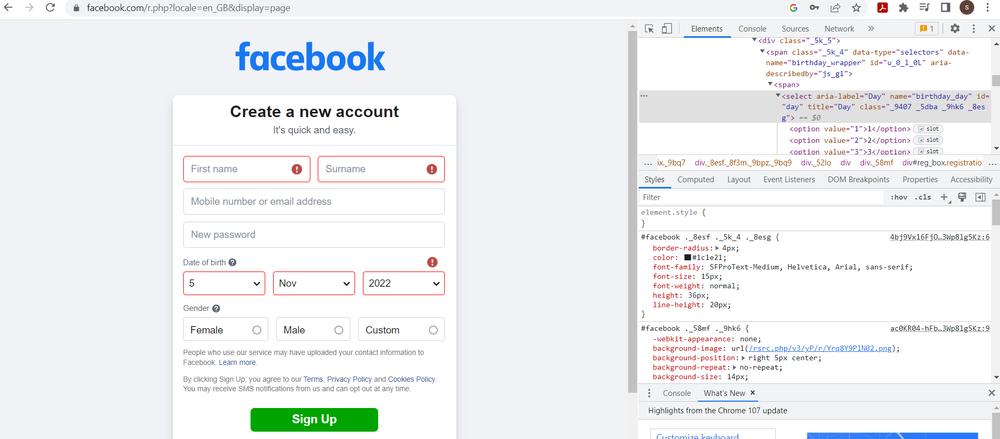 facebook.com/r.php?locale=en_GB&display=page
S
facebook
Create a new account
It's quick and easy.
First name
Surname
Mobile number or email address
New password
Date of birth
5
Nov
2022
Gender
Female
Male
Custom
People who use our service may have uploaded your contact information to
Facebook. Learn more.
By clicking Sign Up, you agree to our Terms, Privacy Policy and Cookies Policy.
You may receive SMS notifications from us and can opt out at any time.
Sign Up
Elements Console Sources Network » 1
<div class="_5k_5">
<span class="_5k_4" data-type="selectors" data-
name="birthday_wrapper" id="u_0_l_0L" aria-
describedby="js_g1">
<span>
<select aria-label="Day" name="birthday_day" id=
"day" title="Day" class="_9407 _5dba _9hk6 _8es
g"> == $0
<option value="1">1</option> slot
<option value="2">2</option> slot
<option value="3">3</option> slot
... ix._9bq7 div._8esf._8f3m._9bpz._9bq9 div._52lo div div._58mf div#reg_box.registratio ...
Styles Computed Layout Event Listeners DOM Breakpoints Properties Accessibility
Filter :hov .cls +
element.style {
}
#facebook ._8esf ._5k_4 ._8esg { 4bj9Vx16FjO…3Wp8lg5Kz:6
border-radius: 4px;
color: #1c1e21;
font-family: SFProText-Medium, Helvetica, Arial, sans-serif;
font-size: 15px;
font-weight: normal;
height: 36px;
line-height: 20px;
}
#facebook ._58mf ._9hk6 { ac0KR04-hFb…3Wp8lg5Kz:9
-webkit-appearance: none;
background-image: url(/rsrc.php/v3/yP/r/Yrq8Y9PlN02.png);
background-position: right 5px center;
background-repeat: no-repeat;
background-size: 14px;
Console What's New ×
Highlights from the Chrome 107 update
Customize keyboard